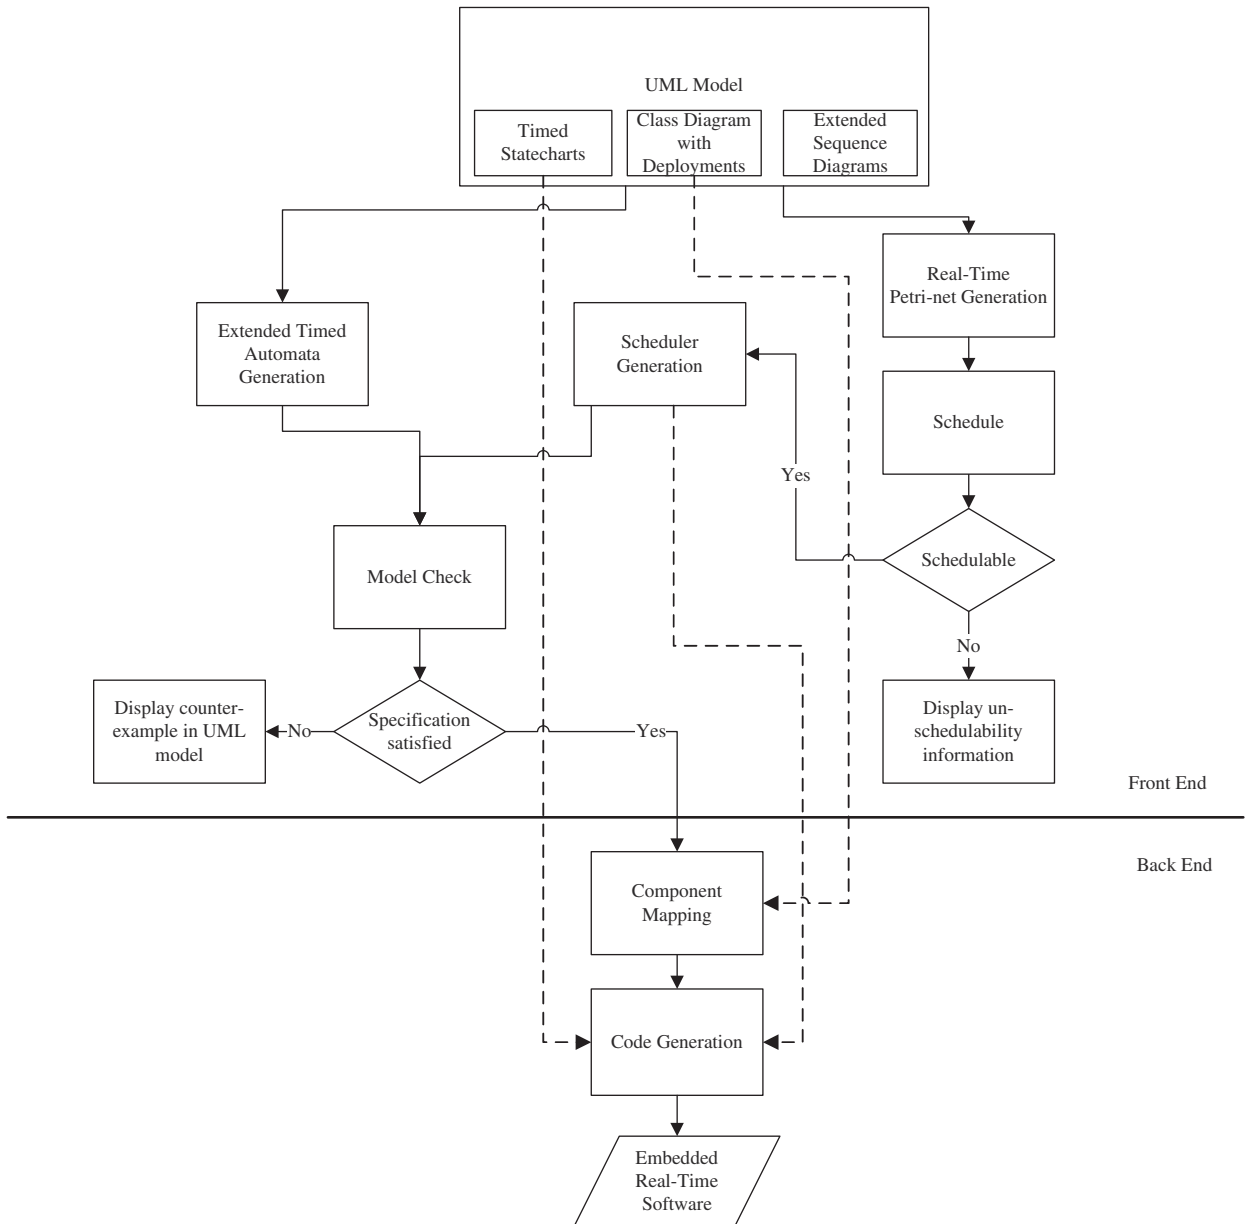 UML Model
Timed
Statecharts
Class Diagram
with
Deployments
Extended
Sequence
Diagrams
Real-Time
Petri-net Generation
Extended Timed
Automata
Generation
Scheduler
Generation
Schedule
Yes
Schedulable
Model Check
No
Display counter-
example in UML
model
No
Specification
satisfied
Yes
Display un-
schedulability
information
Front End
Back End
Component
Mapping
Code Generation
Embedded
Real-Time
Software